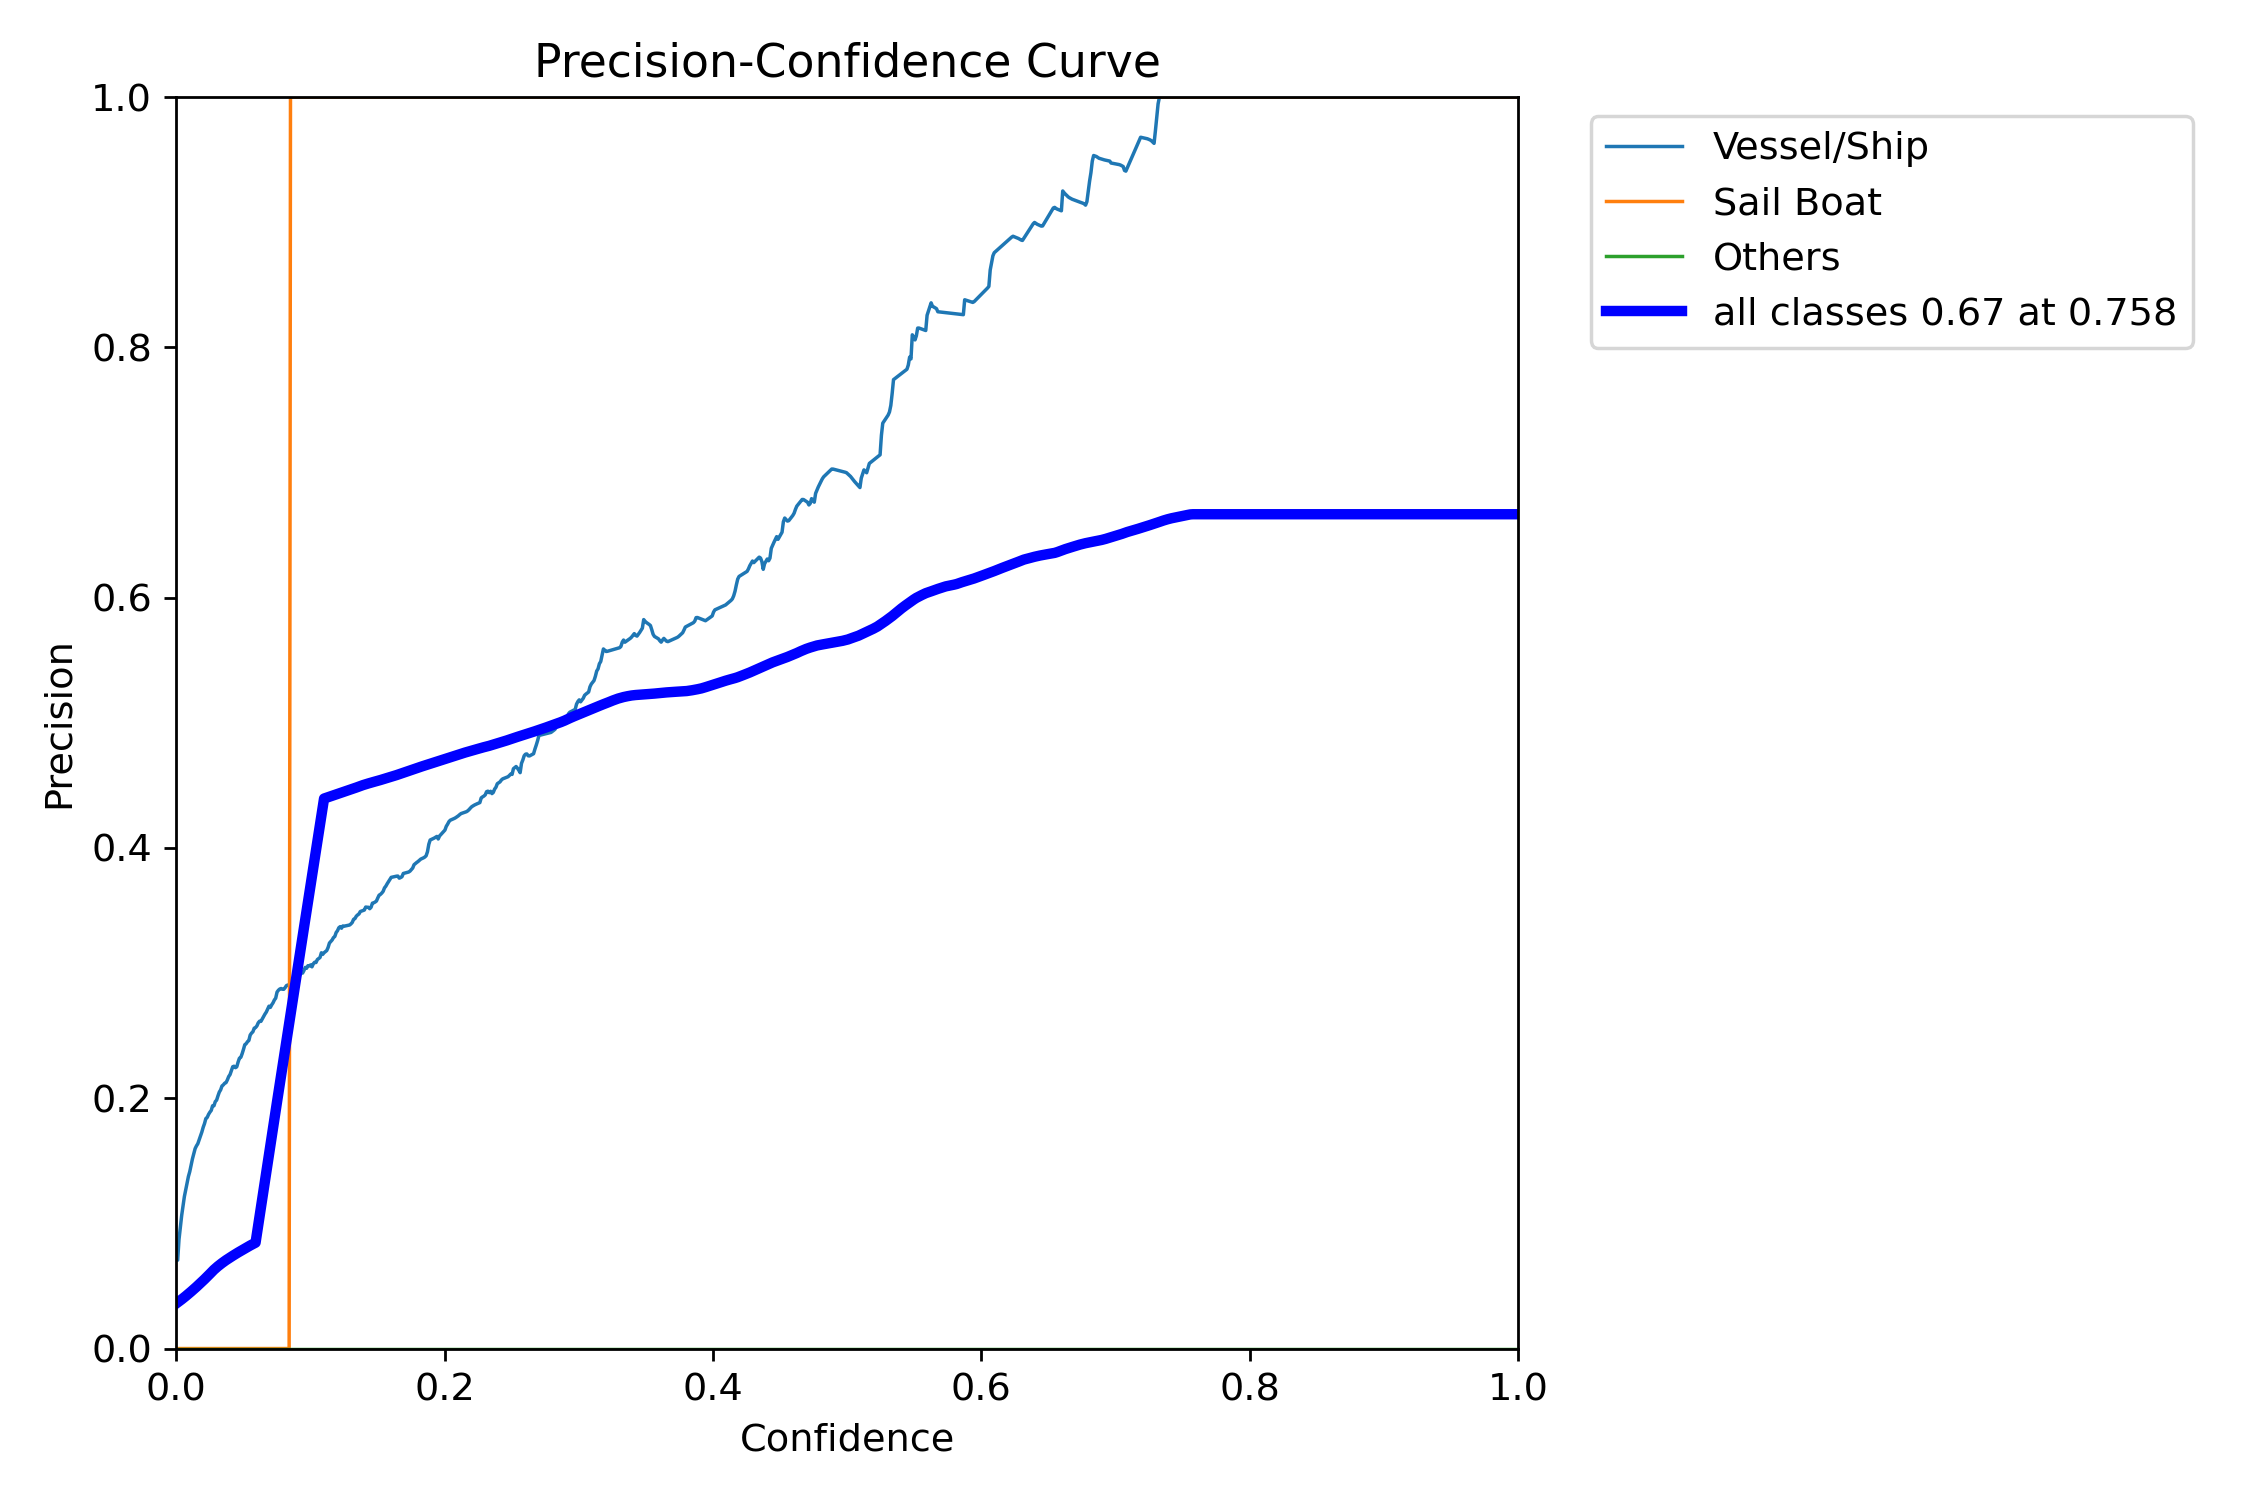 Precision-Confidence Curve
1.0
0.8
0.6
0.4
0.2
0.0
Precision
0.0 0.2 0.4 0.6 0.8 1.0
Confidence
Vessel/Ship
Sail Boat
Others
all classes 0.67 at 0.758